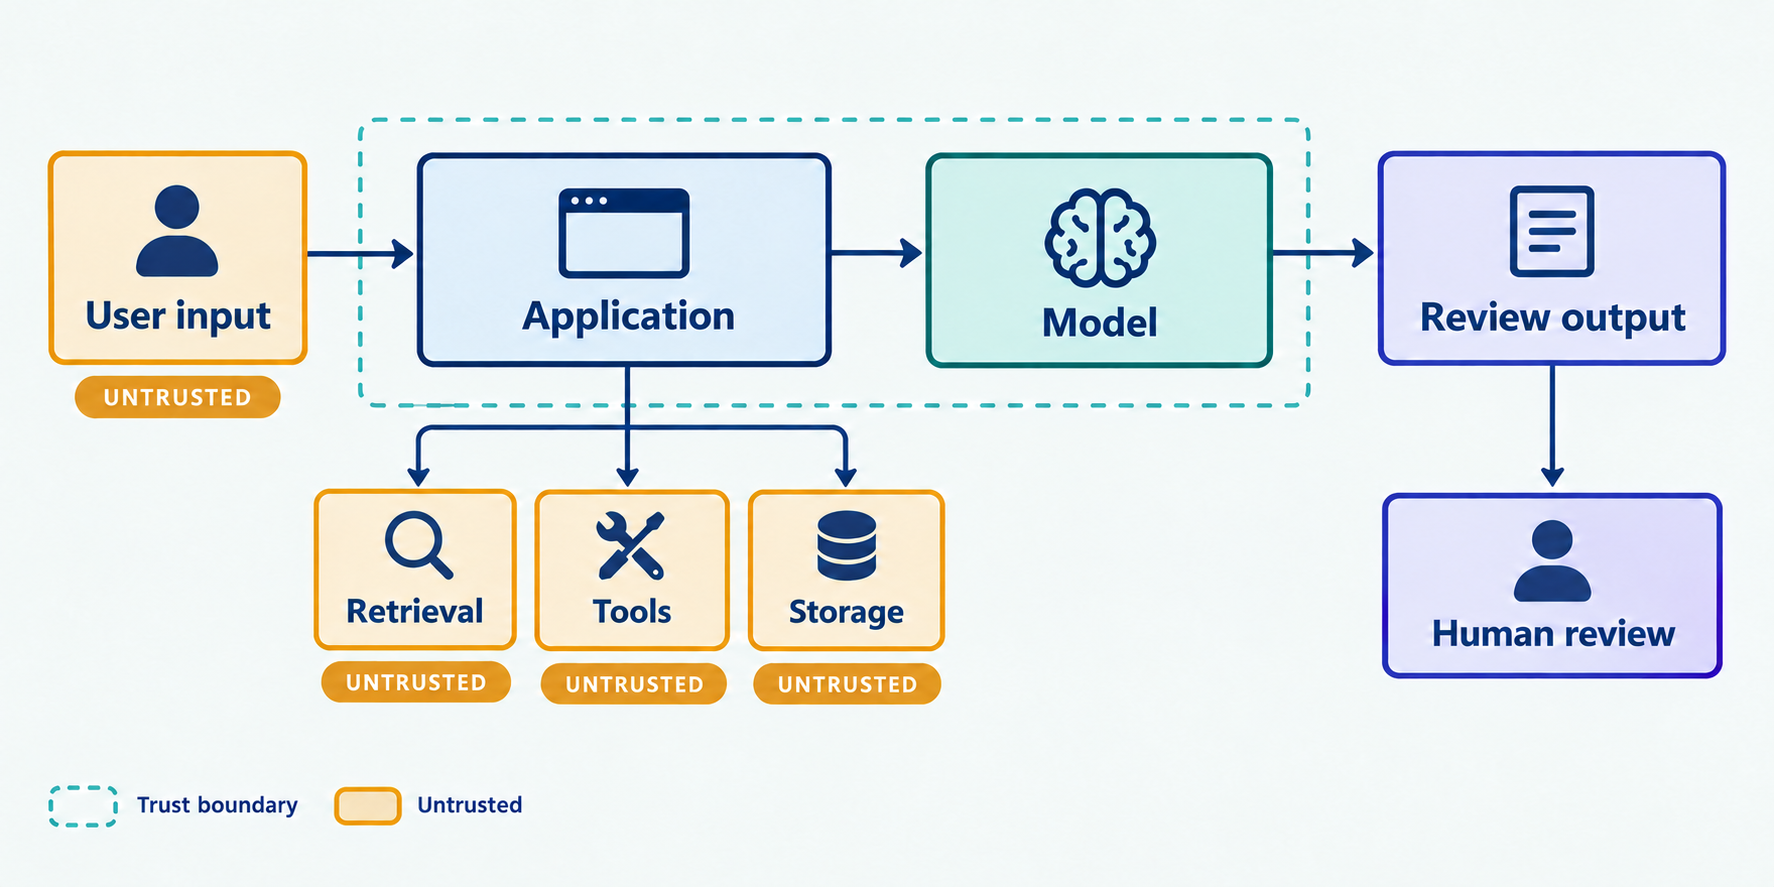 User input
UNTRUSTED
Application
Model
Review output
Retrieval
UNTRUSTED
Tools
UNTRUSTED
Storage
UNTRUSTED
Human review
Trust boundary
Untrusted